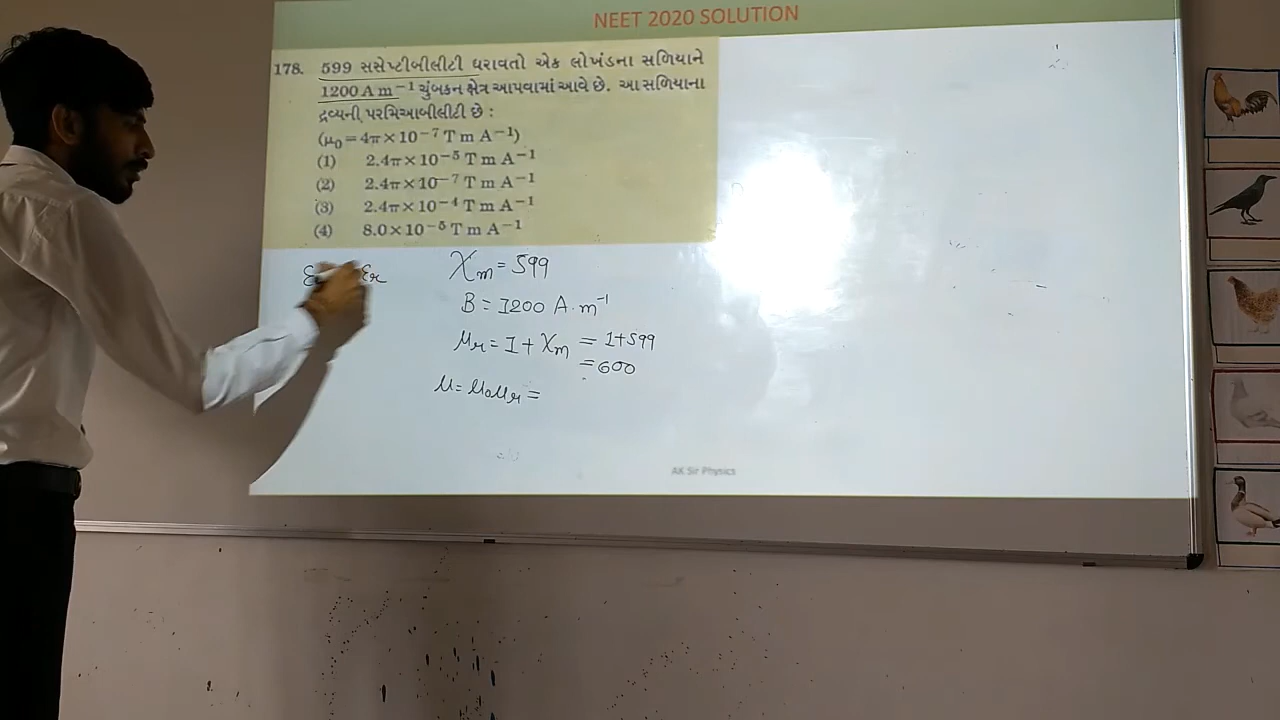 NEET 2020 SOLUTION
178. 599 સસેપ્ટીબીલીટી ધરાવતો એક લોખંડના સળિયાને
1200 A m⁻¹ ચુંબકન ક્ષેત્ર આપવામાં આવે છે. આ સળિયાના
દ્રવ્યની પરમિઆબીલીટી છે :
(μ₀ = 4π × 10⁻⁷ T m A⁻¹)
(1) 2.4π × 10⁻⁵ T m A⁻¹
(2) 2.4π × 10⁻⁷ T m A⁻¹
(3) 2.4π × 10⁻⁴ T m A⁻¹
(4) 8.0 × 10⁻⁵ T m A⁻¹
χm = 599
B = 1200 A·m⁻¹
μr = 1 + χm = 1+599
= 600
μ = μ₀μr =
AK Sir Physics